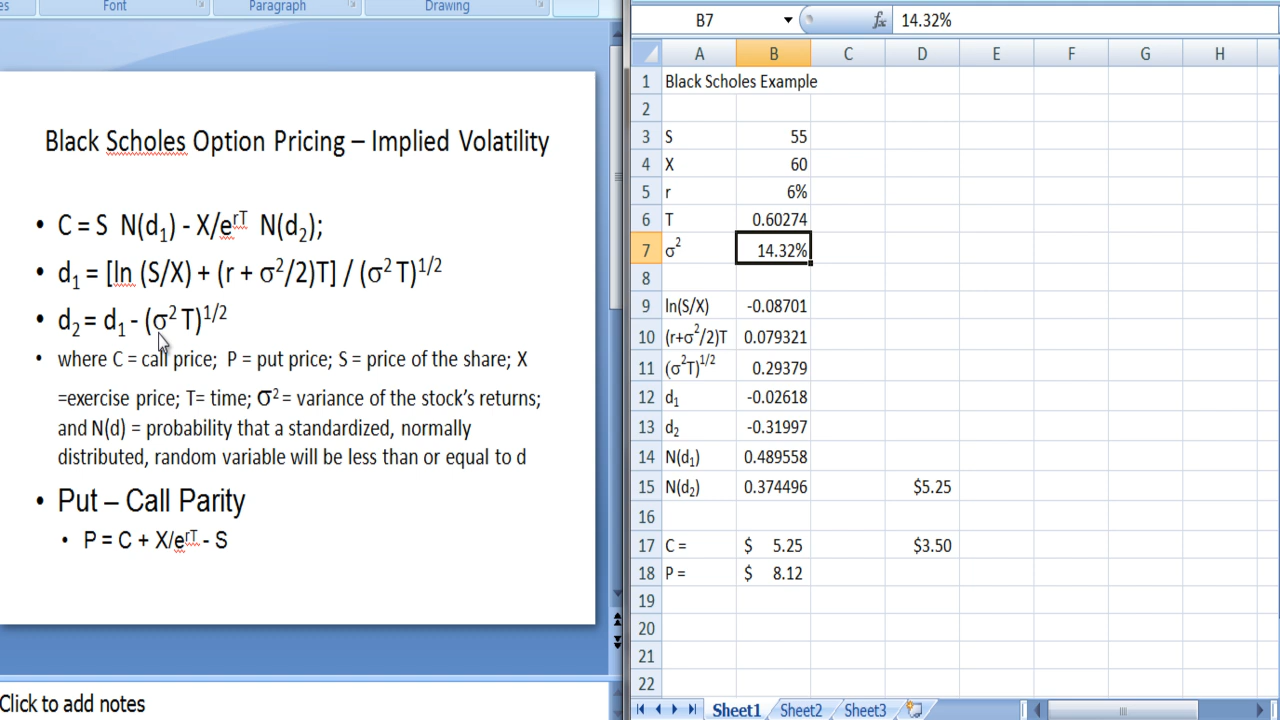 es
Font
Paragraph
Drawing
Black Scholes Option Pricing – Implied Volatility
• C = S N(d₁) - X/eʳᵀ N(d₂);
• d₁ = [ln (S/X) + (r + σ²/2)T] / (σ² T)¹/²
• d₂ = d₁ - (σ² T)¹/²
• where C = call price; P = put price; S = price of the share; X
=exercise price; T= time; σ² = variance of the stock's returns;
and N(d) = probability that a standardized, normally
distributed, random variable will be less than or equal to d
• Put – Call Parity
• P = C + X/eʳᵀ - S
Click to add notes
B7 fx 14.32%
A B C D E F G H
1 Black Scholes Example
2
3 S 55
4 X 60
5 r 6%
6 T 0.60274
7 σ² 14.32%
8
9 ln(S/X) -0.08701
10 (r+σ²/2)T 0.079321
11 (σ²T)¹/² 0.29379
12 d₁ -0.02618
13 d₂ -0.31997
14 N(d₁) 0.489558
15 N(d₂) 0.374496 $5.25
16
17 C = $ 5.25 $3.50
18 P = $ 8.12
19
20
21
22
Sheet1 Sheet2 Sheet3